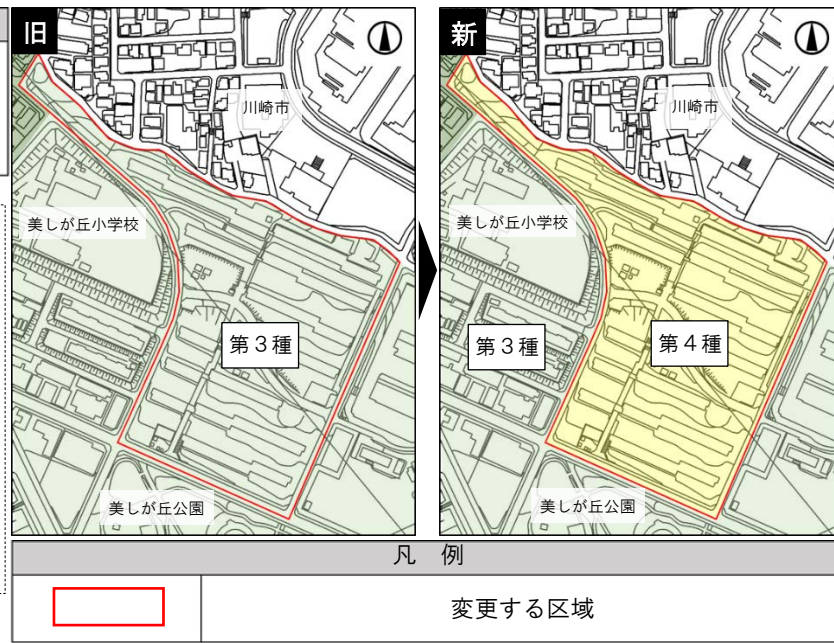 旧
川崎市
美しが丘小学校
第3種
美しが丘公園
新
川崎市
美しが丘小学校
第3種
第4種
美しが丘公園
凡 例
変更する区域